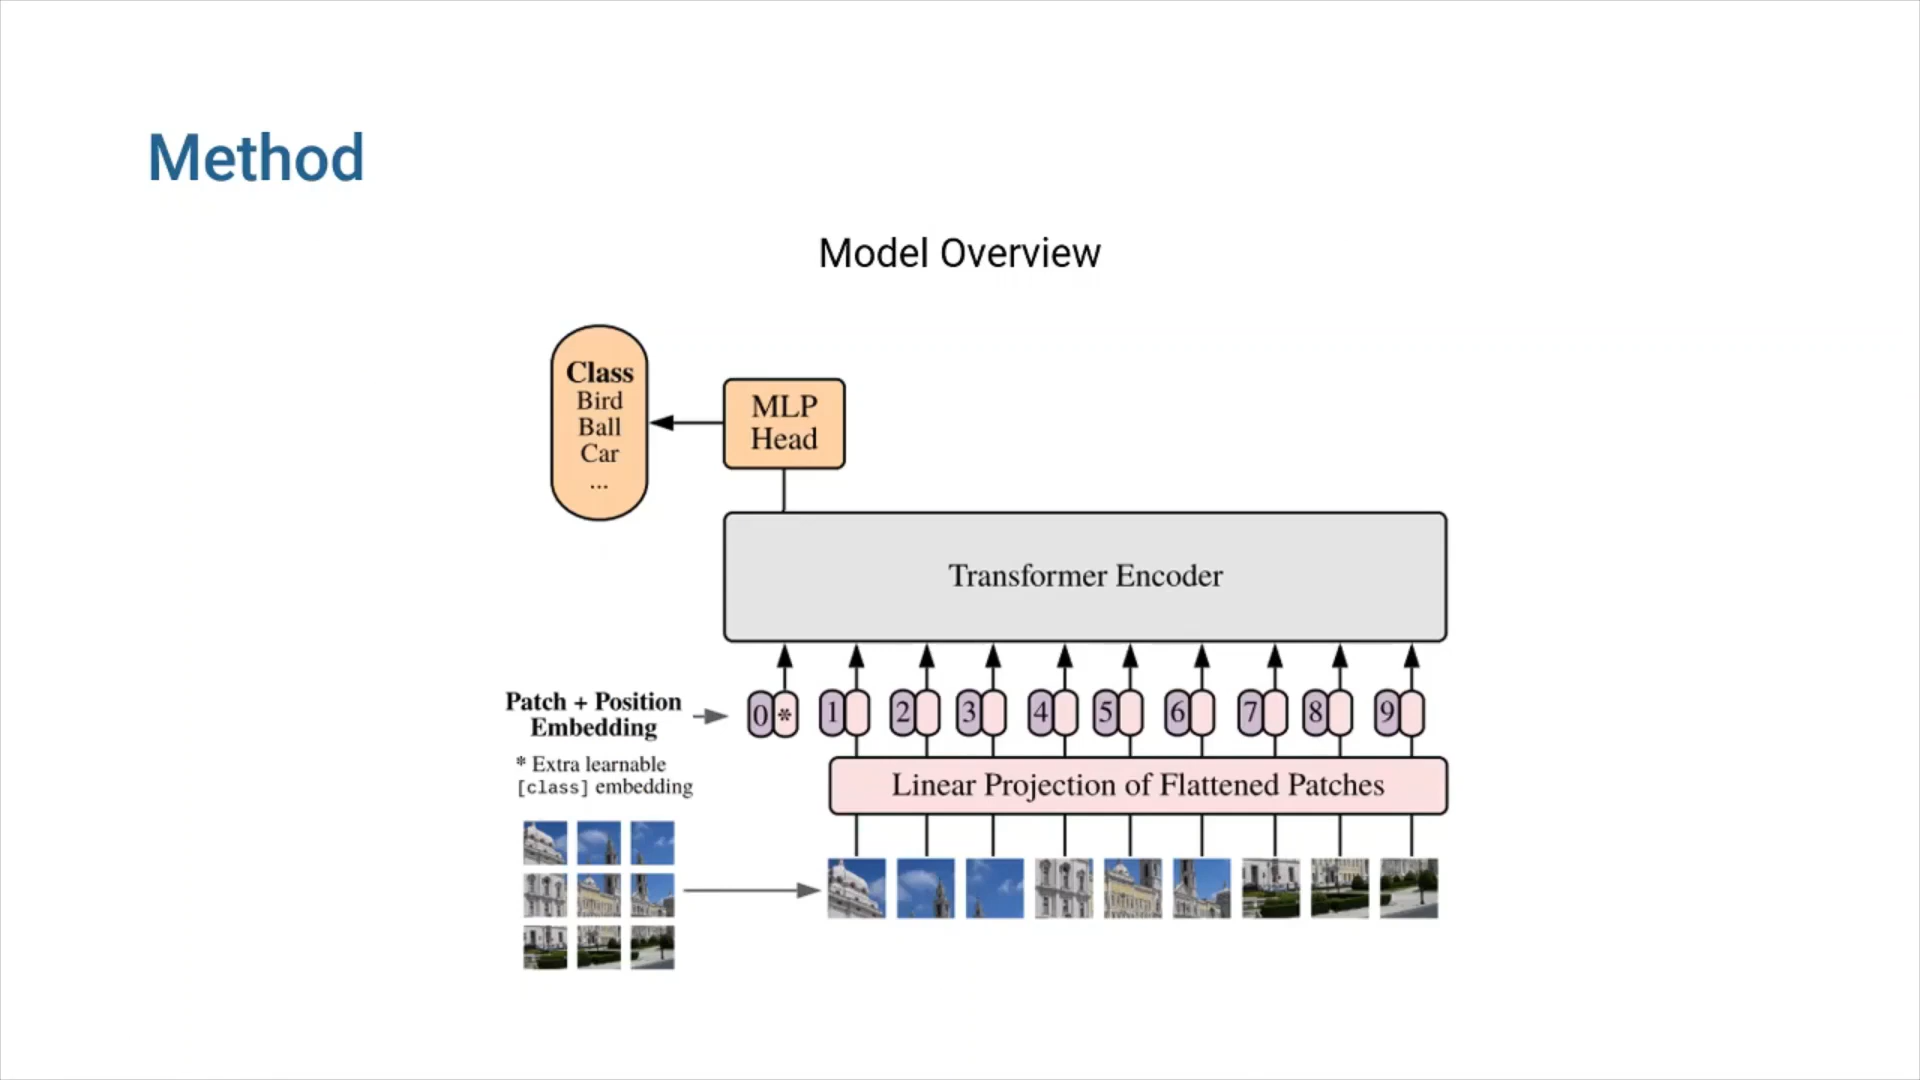 Method
Model Overview
Class
Bird
Ball
Car
...
MLP
Head
Transformer Encoder
Patch + Position
Embedding
0 * 1 2 3 4 5 6 7 8 9
* Extra learnable
[class] embedding
Linear Projection of Flattened Patches